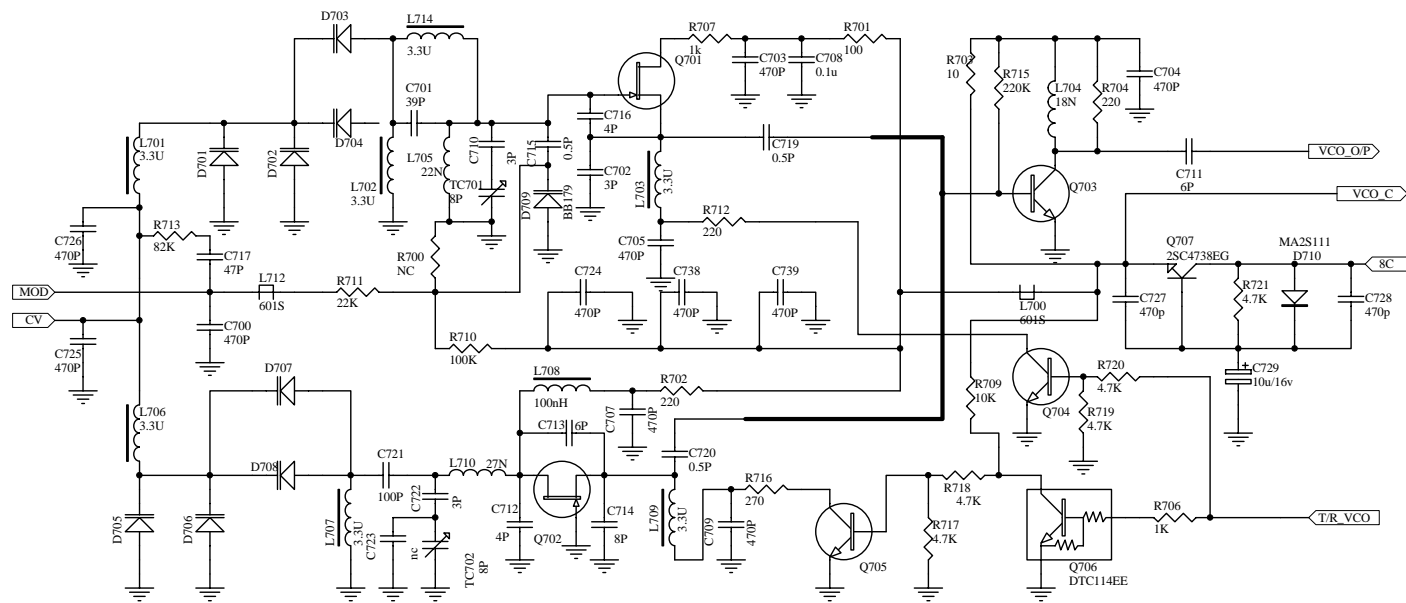 D703
L714
3.3U
C701
39P
D704
L701
3.3U
D701
D702
L702
3.3U
L705
22N
C710
3P
TC701
8P
C715
0.5P
D709
BB179
Q701
R707
1k
C703
470P
C708
0.1u
R701
100
C716
4P
C702
3P
L703
3.3U
C719
0.5P
R712
220
C705
470P
R703
10
R715
220K
L704
18N
R704
220
C704
470P
Q703
C711
6P
VCO_O/P
VCO_C
C726
470P
R713
82K
C717
47P
MOD
CV
L712
601S
R711
22K
R700
NC
C700
470P
C725
470P
R710
100K
C724
470P
C738
470P
C739
470P
L700
601S
Q707
2SC4738EG
MA2S111
D710
8C
C727
470p
R721
4.7K
C728
470p
C729
10u/16v
L706
3.3U
D707
D708
D705
D706
L707
3.3U
C721
100P
C722
3P
C723
nc
TC702
8P
L710
27N
L708
100nH
C713
6P
C707
470P
R702
220
C712
4P
Q702
C714
8P
C720
0.5P
L709
3.3U
C709
470P
R716
270
Q705
R717
4.7K
R718
4.7K
R709
10K
Q704
R720
4.7K
R719
4.7K
R706
1K
Q706
DTC114EE
T/R_VCO